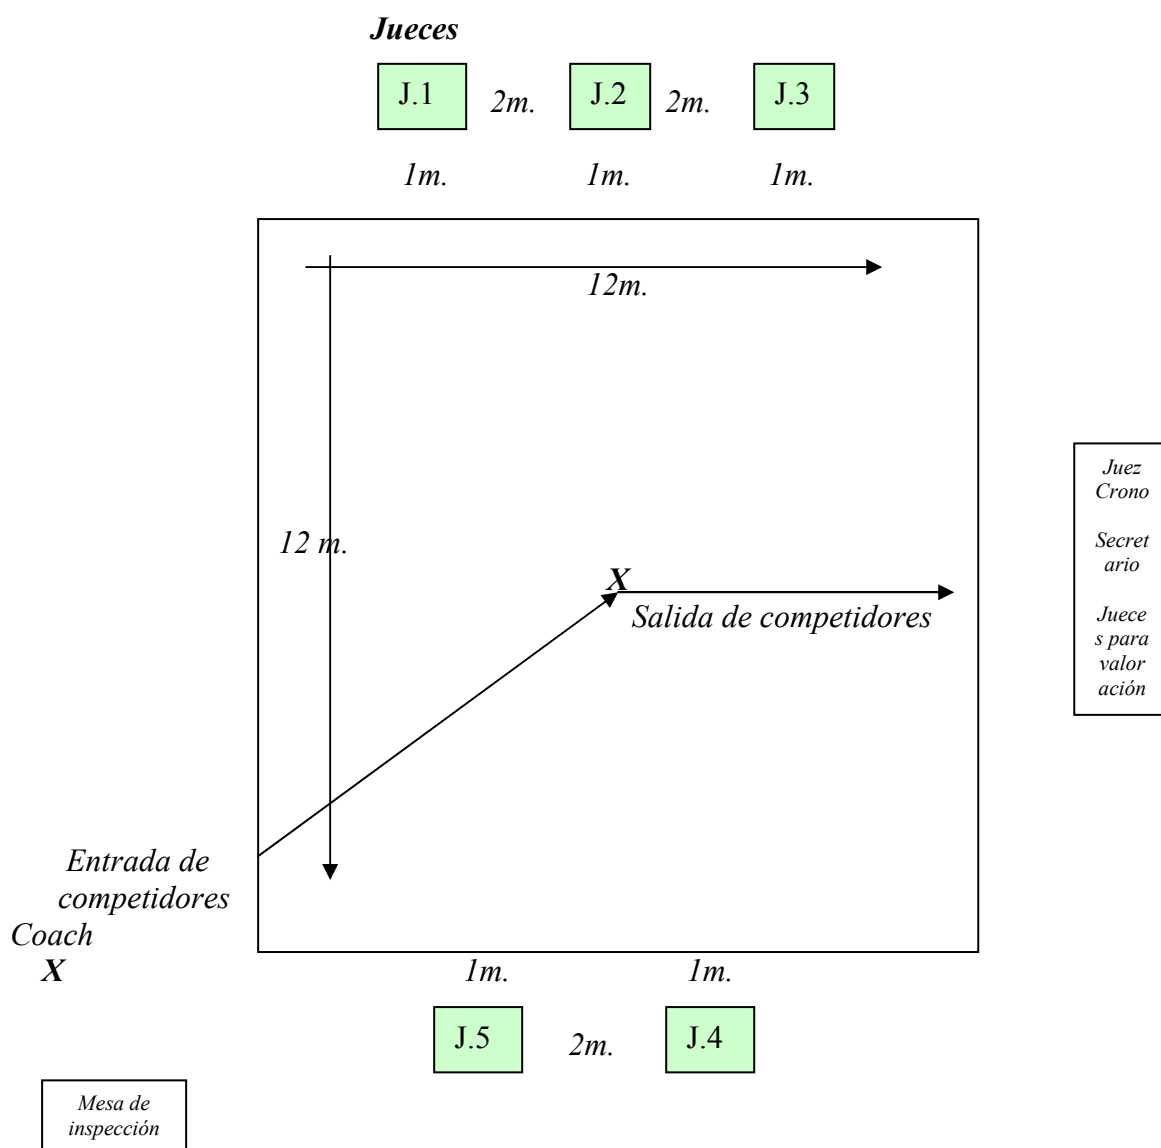 Jueces
J.1 2m. J.2 2m. J.3
1m. 1m. 1m.
12m.
12 m.
X
Salida de competidores
Juez
Crono
Secret
ario
Juece
s para
valor
ación
Entrada de
competidores
Coach
X
1m. 1m.
J.5 2m. J.4
Mesa de
inspección